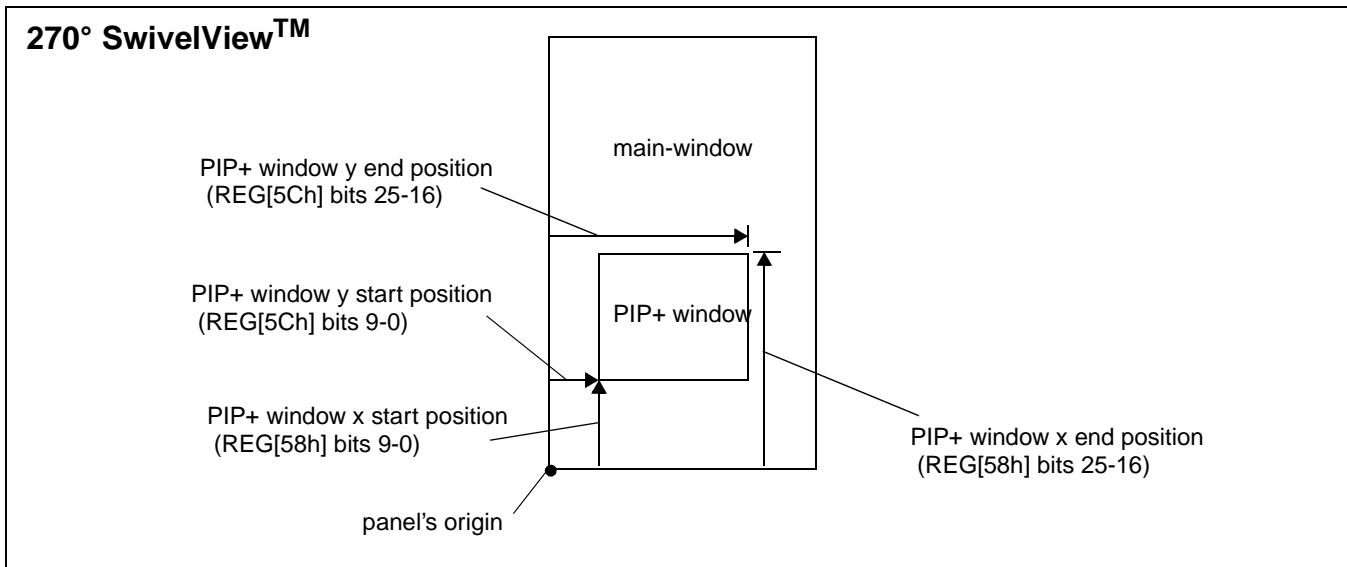 270° SwivelView™
main-window
PIP+ window y end position
(REG[5Ch] bits 25-16)
PIP+ window y start position
(REG[5Ch] bits 9-0)
PIP+ window
PIP+ window x start position
(REG[58h] bits 9-0)
PIP+ window x end position
(REG[58h] bits 25-16)
panel's origin